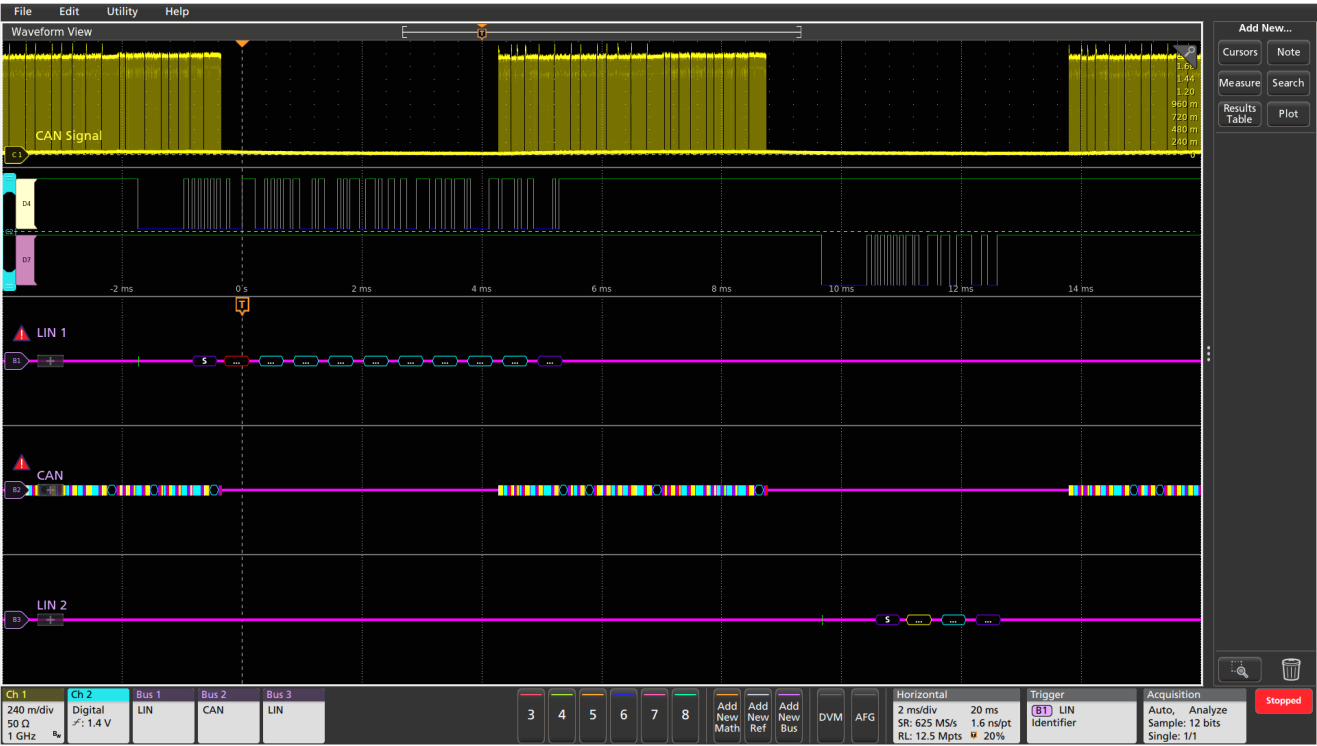 File Edit Utility Help
Waveform View
Add New...
Cursors Note
Measure Search
Results Table Plot
T
1.44
1.20
960 m
720 m
480 m
240 m
0
CAN Signal
C1
D4
D7
-2 ms 0 s 2 ms 4 ms 6 ms 8 ms 10 ms 12 ms 14 ms
T
! LIN 1
B1 + S ... ... ... ... ... ... ... ... ... ...
! CAN
B2 +
LIN 2
B3 + S ... ... ...
Ch 1
240 m/div
50 Ω
1 GHz Bw
Ch 2
Digital
: 1.4 V
Bus 1
LIN
Bus 2
CAN
Bus 3
LIN
3 4 5 6 7 8
Add New Math
Add New Ref
Add New Bus
DVM AFG
Horizontal
2 ms/div 20 ms
SR: 625 MS/s 1.6 ns/pt
RL: 12.5 Mpts 20%
Trigger
B1 LIN
Identifier
Acquisition
Auto, Analyze
Sample: 12 bits
Single: 1/1
Stopped